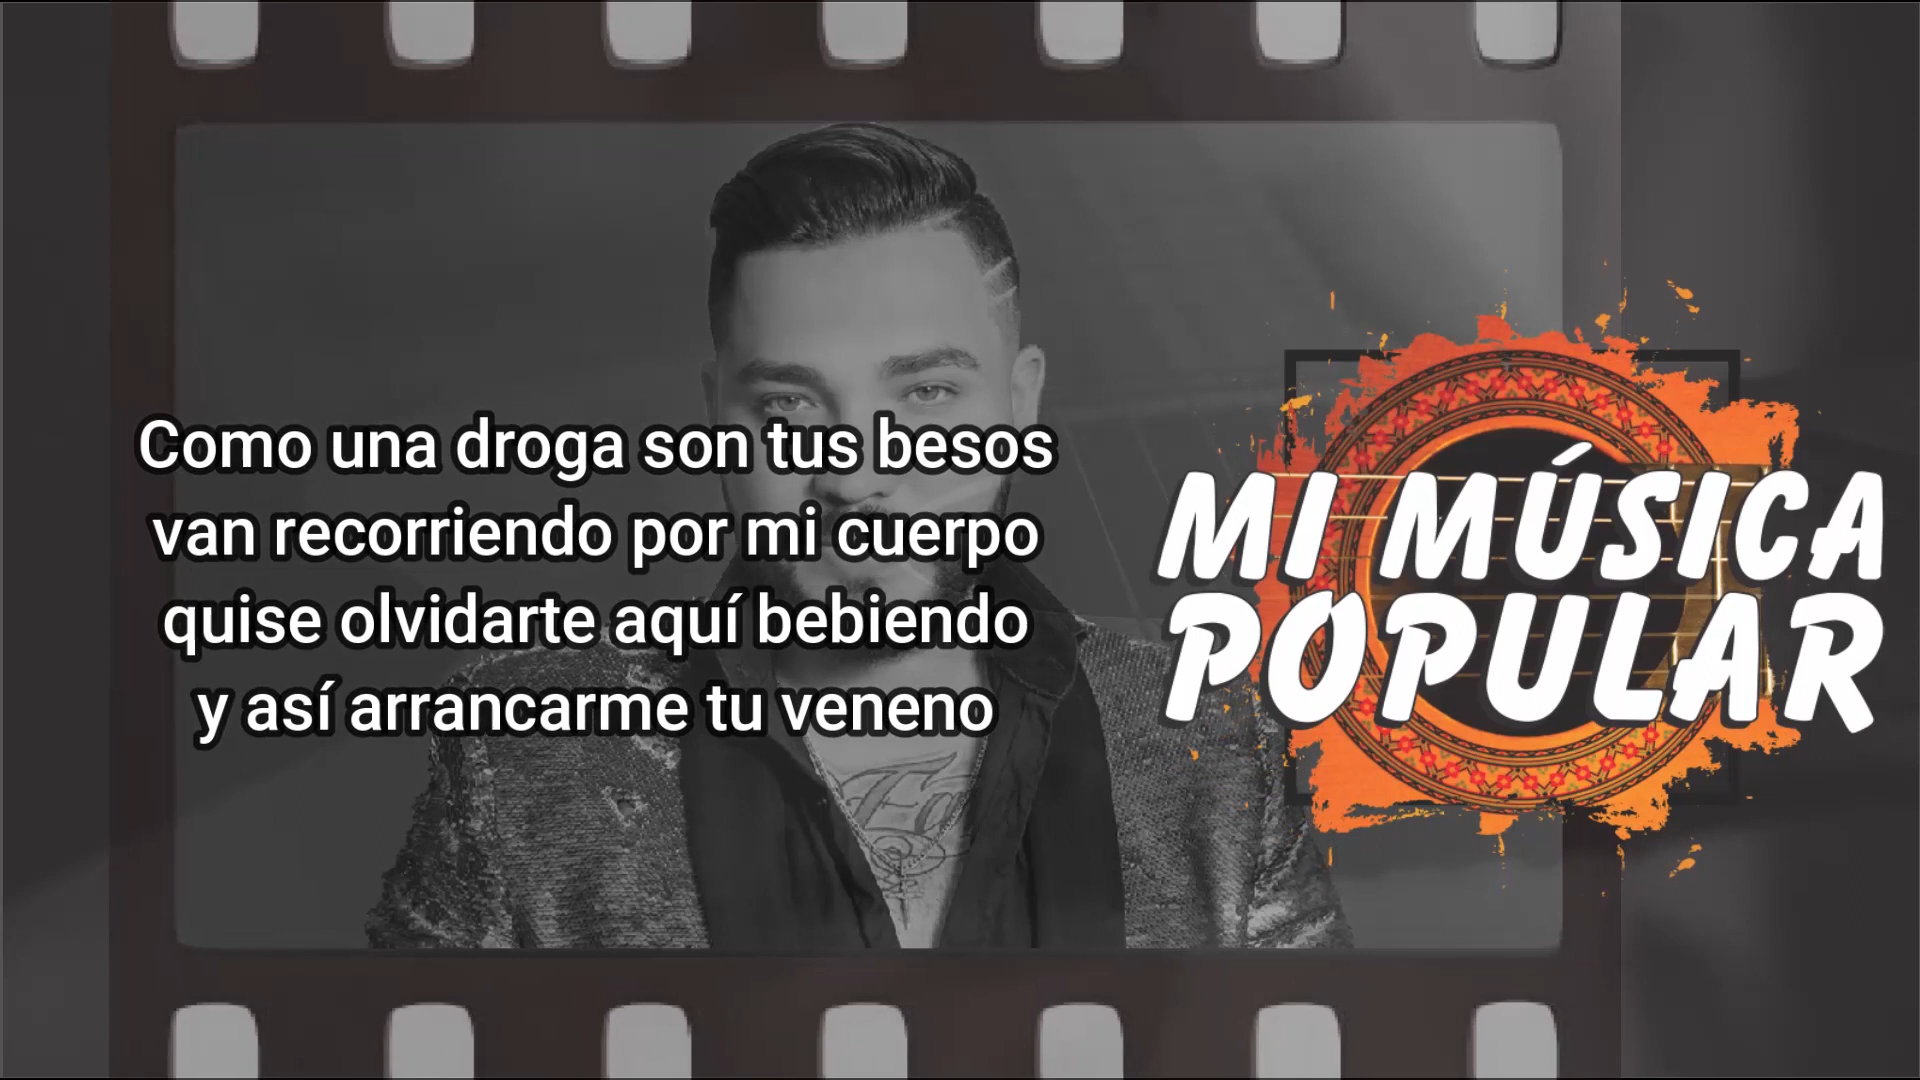 Como una droga son tus besos
van recorriendo por mi cuerpo
quise olvidarte aquí bebiendo
y así arrancarme tu veneno
MI MÚSICA
POPULAR